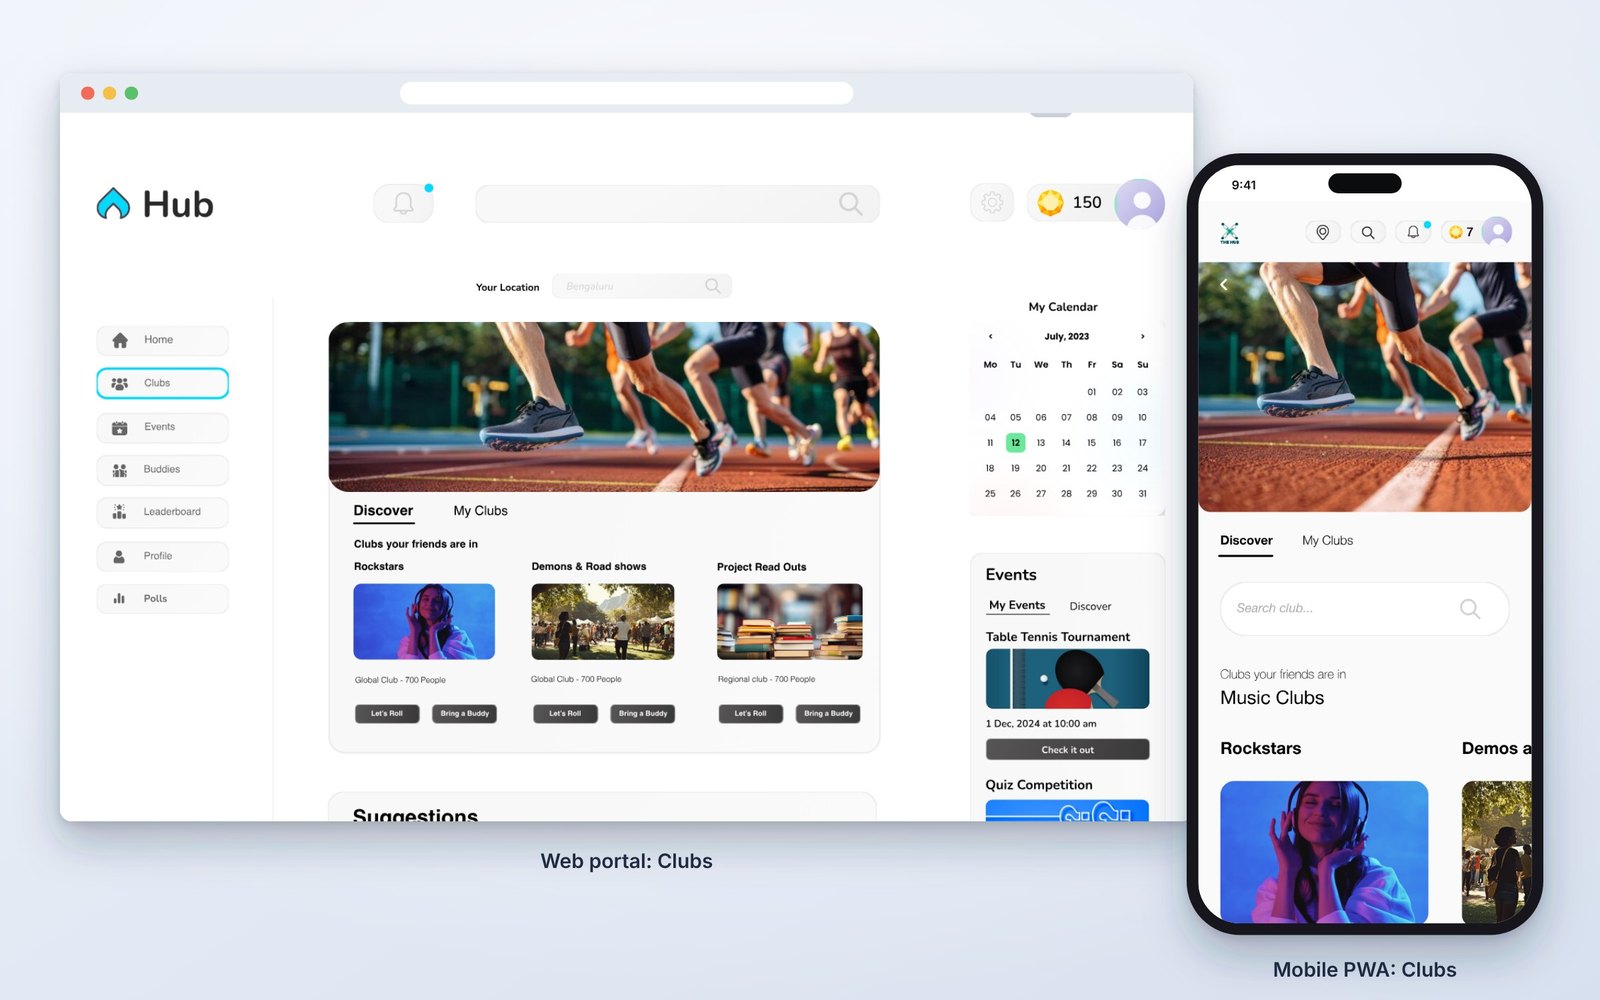 Hub
150
Your Location
Bengaluru
Home
Clubs
Events
Buddies
Leaderboard
Profile
Polls
Discover
My Clubs
Clubs your friends are in
Rockstars
Demons & Road shows
Project Read Outs
Global Club - 700 People
Global Club - 700 People
Regional club - 700 People
Let's Roll
Bring a Buddy
Let's Roll
Bring a Buddy
Let's Roll
Bring a Buddy
Suggestions
My Calendar
‹ July, 2023 ›
Mo Tu We Th Fr Sa Su
01 02 03
04 05 06 07 08 09 10
11 12 13 14 15 16 17
18 19 20 21 22 23 24
25 26 27 28 29 30 31
Events
My Events
Discover
Table Tennis Tournament
1 Dec, 2024 at 10:00 am
Check it out
Quiz Competition
Web portal: Clubs
9:41
THE HUB
7
Discover
My Clubs
Search club...
Clubs your friends are in
Music Clubs
Rockstars
Demos a
Mobile PWA: Clubs